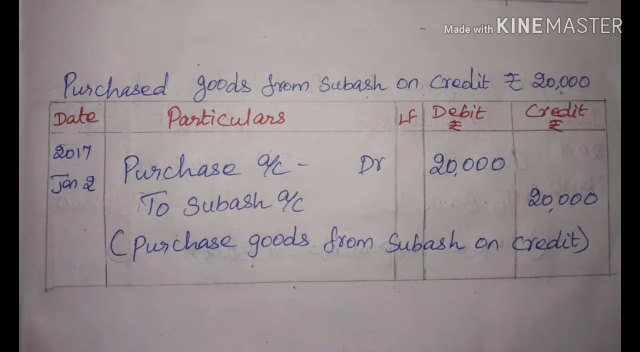 Made with KINEMASTER
Purchased goods from Subash on credit ₹ 20,000
Date Particulars LF Debit ₹ Credit ₹
2017
Jan 2 Purchase a/c - Dr 20,000
To Subash a/c 20,000
(Purchase goods from Subash on credit)